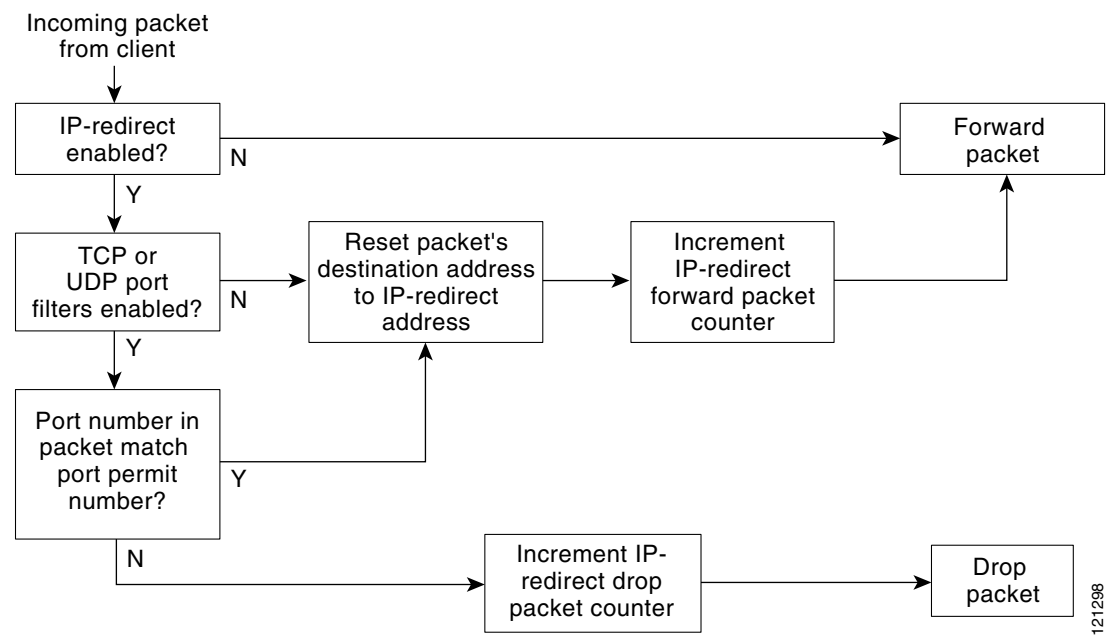 Incoming packet
from client
IP-redirect
enabled?
N
Forward
packet
Y
TCP or
UDP port
filters enabled?
N
Reset packet's
destination address
to IP-redirect
address
Increment
IP-redirect
forward packet
counter
Y
Port number in
packet match
port permit
number?
Y
N
Increment IP-
redirect drop
packet counter
Drop
packet
121298